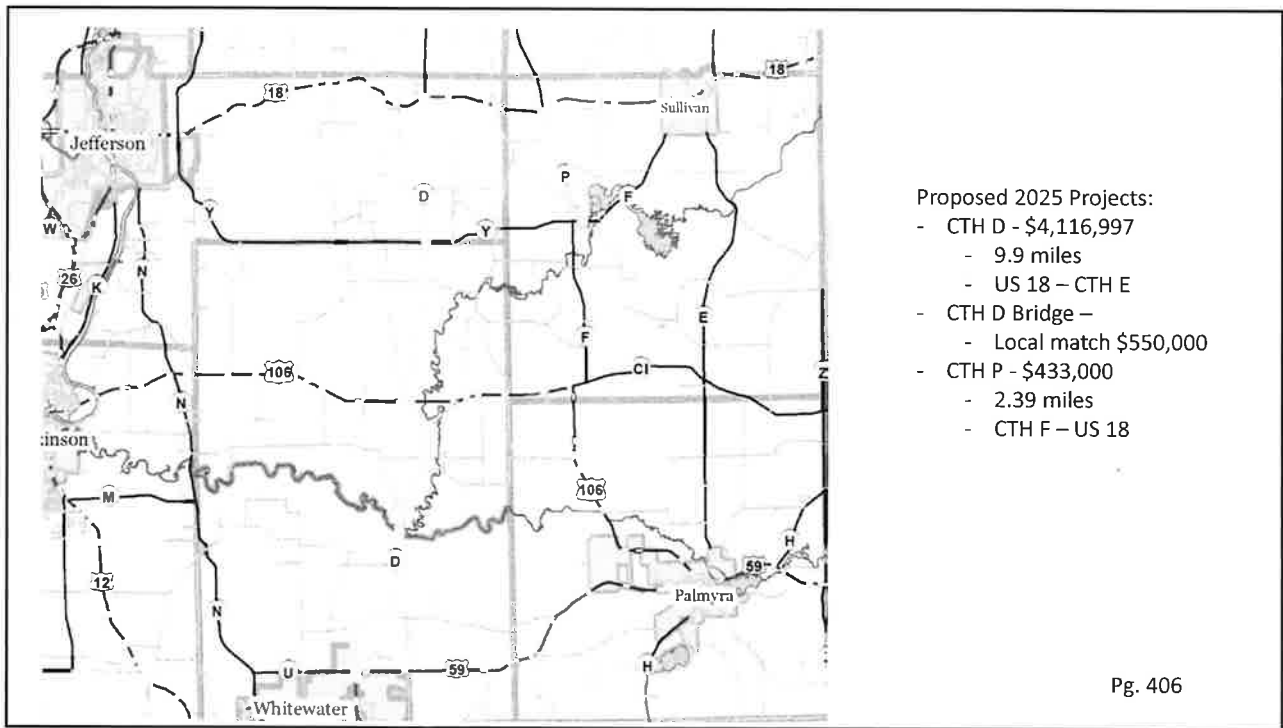 18
18
Sullivan
Jefferson
P
D
F
Y
Y
W
N
26
K
F
E
106
CI
Z
N
inson
M
106
D
H
12
59
Palmyra
N
H
U
59
Whitewater
Proposed 2025 Projects:
- CTH D - $4,116,997
- 9.9 miles
- US 18 – CTH E
- CTH D Bridge –
- Local match $550,000
- CTH P - $433,000
- 2.39 miles
- CTH F – US 18
Pg. 406